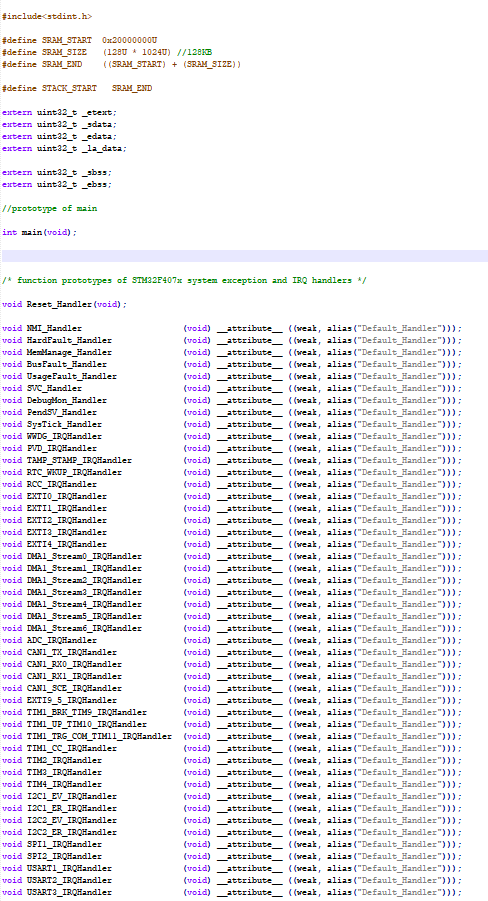 #include<stdint.h>
#define SRAM_START 0x20000000U
#define SRAM_SIZE (128U * 1024U) //128KB
#define SRAM_END ((SRAM_START) + (SRAM_SIZE))
#define STACK_START SRAM_END
extern uint32_t _etext;
extern uint32_t _sdata;
extern uint32_t _edata;
extern uint32_t _la_data;
extern uint32_t _sbss;
extern uint32_t _ebss;
//prototype of main
int main(void);
/* function prototypes of STM32F407x system exception and IRQ handlers */
void Reset_Handler(void);
void NMI_Handler (void) __attribute__ ((weak, alias("Default_Handler")));
void HardFault_Handler (void) __attribute__ ((weak, alias("Default_Handler")));
void MemManage_Handler (void) __attribute__ ((weak, alias("Default_Handler")));
void BusFault_Handler (void) __attribute__ ((weak, alias("Default_Handler")));
void UsageFault_Handler (void) __attribute__ ((weak, alias("Default_Handler")));
void SVC_Handler (void) __attribute__ ((weak, alias("Default_Handler")));
void DebugMon_Handler (void) __attribute__ ((weak, alias("Default_Handler")));
void PendSV_Handler (void) __attribute__ ((weak, alias("Default_Handler")));
void SysTick_Handler (void) __attribute__ ((weak, alias("Default_Handler")));
void WWDG_IRQHandler (void) __attribute__ ((weak, alias("Default_Handler")));
void PVD_IRQHandler (void) __attribute__ ((weak, alias("Default_Handler")));
void TAMP_STAMP_IRQHandler (void) __attribute__ ((weak, alias("Default_Handler")));
void RTC_WKUP_IRQHandler (void) __attribute__ ((weak, alias("Default_Handler")));
void RCC_IRQHandler (void) __attribute__ ((weak, alias("Default_Handler")));
void EXTI0_IRQHandler (void) __attribute__ ((weak, alias("Default_Handler")));
void EXTI1_IRQHandler (void) __attribute__ ((weak, alias("Default_Handler")));
void EXTI2_IRQHandler (void) __attribute__ ((weak, alias("Default_Handler")));
void EXTI3_IRQHandler (void) __attribute__ ((weak, alias("Default_Handler")));
void EXTI4_IRQHandler (void) __attribute__ ((weak, alias("Default_Handler")));
void DMA1_Stream0_IRQHandler (void) __attribute__ ((weak, alias("Default_Handler")));
void DMA1_Stream1_IRQHandler (void) __attribute__ ((weak, alias("Default_Handler")));
void DMA1_Stream2_IRQHandler (void) __attribute__ ((weak, alias("Default_Handler")));
void DMA1_Stream3_IRQHandler (void) __attribute__ ((weak, alias("Default_Handler")));
void DMA1_Stream4_IRQHandler (void) __attribute__ ((weak, alias("Default_Handler")));
void DMA1_Stream5_IRQHandler (void) __attribute__ ((weak, alias("Default_Handler")));
void DMA1_Stream6_IRQHandler (void) __attribute__ ((weak, alias("Default_Handler")));
void ADC_IRQHandler (void) __attribute__ ((weak, alias("Default_Handler")));
void CAN1_TX_IRQHandler (void) __attribute__ ((weak, alias("Default_Handler")));
void CAN1_RX0_IRQHandler (void) __attribute__ ((weak, alias("Default_Handler")));
void CAN1_RX1_IRQHandler (void) __attribute__ ((weak, alias("Default_Handler")));
void CAN1_SCE_IRQHandler (void) __attribute__ ((weak, alias("Default_Handler")));
void EXTI9_5_IRQHandler (void) __attribute__ ((weak, alias("Default_Handler")));
void TIM1_BRK_TIM9_IRQHandler (void) __attribute__ ((weak, alias("Default_Handler")));
void TIM1_UP_TIM10_IRQHandler (void) __attribute__ ((weak, alias("Default_Handler")));
void TIM1_TRG_COM_TIM11_IRQHandler (void) __attribute__ ((weak, alias("Default_Handler")));
void TIM1_CC_IRQHandler (void) __attribute__ ((weak, alias("Default_Handler")));
void TIM2_IRQHandler (void) __attribute__ ((weak, alias("Default_Handler")));
void TIM3_IRQHandler (void) __attribute__ ((weak, alias("Default_Handler")));
void TIM4_IRQHandler (void) __attribute__ ((weak, alias("Default_Handler")));
void I2C1_EV_IRQHandler (void) __attribute__ ((weak, alias("Default_Handler")));
void I2C1_ER_IRQHandler (void) __attribute__ ((weak, alias("Default_Handler")));
void I2C2_EV_IRQHandler (void) __attribute__ ((weak, alias("Default_Handler")));
void I2C2_ER_IRQHandler (void) __attribute__ ((weak, alias("Default_Handler")));
void SPI1_IRQHandler (void) __attribute__ ((weak, alias("Default_Handler")));
void SPI2_IRQHandler (void) __attribute__ ((weak, alias("Default_Handler")));
void USART1_IRQHandler (void) __attribute__ ((weak, alias("Default_Handler")));
void USART2_IRQHandler (void) __attribute__ ((weak, alias("Default_Handler")));
void USART3_IRQHandler (void) __attribute__ ((weak, alias("Default_Handler")));